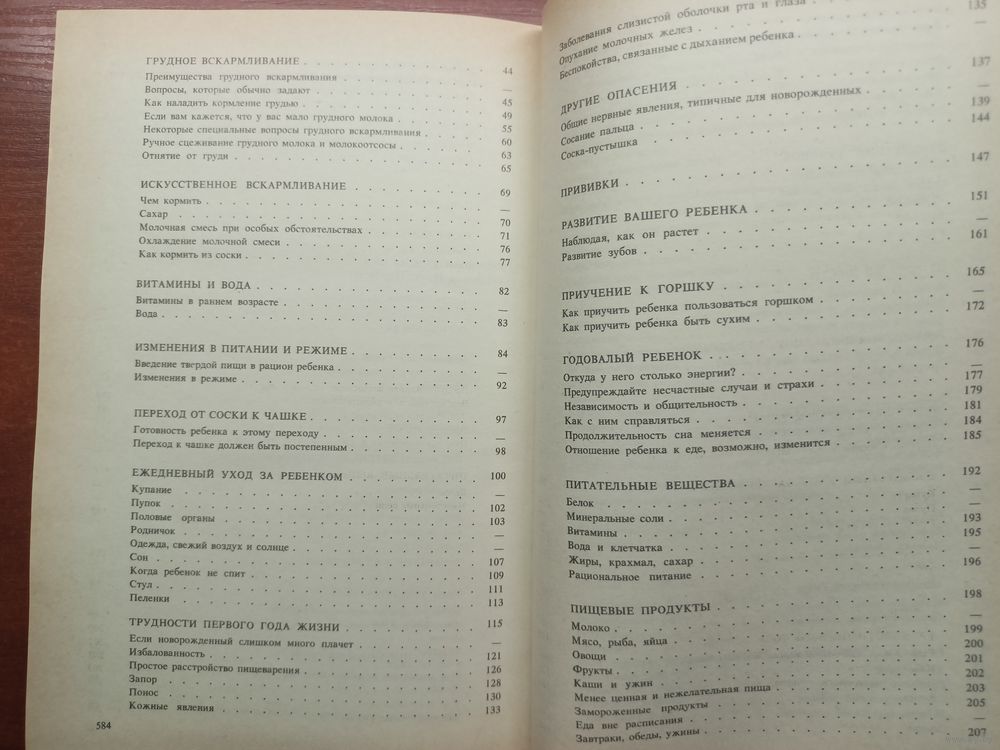 ГРУДНОЕ ВСКАРМЛИВАНИЕ . . . 44
Преимущества грудного вскармливания . . . —
Вопросы, которые обычно задают . . . 45
Как наладить кормление грудью . . . 49
Если вам кажется, что у вас мало грудного молока . . . 55
Некоторые специальные вопросы грудного вскармливания . . . 60
Ручное сцеживание грудного молока и молокоотсосы . . . 63
Отнятие от груди . . . 65
ИСКУССТВЕННОЕ ВСКАРМЛИВАНИЕ . . . 69
Чем кормить . . . —
Сахар . . . 70
Молочная смесь при особых обстоятельствах . . . 71
Охлаждение молочной смеси . . . 76
Как кормить из соски . . . 77
ВИТАМИНЫ И ВОДА . . . 82
Витамины в раннем возрасте . . . —
Вода . . . 83
ИЗМЕНЕНИЯ В ПИТАНИИ И РЕЖИМЕ . . . 84
Введение твердой пищи в рацион ребенка . . . —
Изменения в режиме . . . 92
ПЕРЕХОД ОТ СОСКИ К ЧАШКЕ . . . 97
Готовность ребенка к этому переходу . . . —
Переход к чашке должен быть постепенным . . . 98
ЕЖЕДНЕВНЫЙ УХОД ЗА РЕБЕНКОМ . . . 100
Купание . . . —
Пупок . . . 102
Половые органы . . . 103
Родничок . . . —
Одежда, свежий воздух и солнце . . . —
Сон . . . 107
Когда ребенок не спит . . . 109
Стул . . . 111
Пеленки . . . 113
ТРУДНОСТИ ПЕРВОГО ГОДА ЖИЗНИ . . . 115
Если новорожденный слишком много плачет . . . —
Избалованность . . . 121
Простое расстройство пищеварения . . . 126
Запор . . . 128
Понос . . . 130
Кожные явления . . . 133
584
Заболевания слизистой оболочки рта и глаза
Опухание молочных желез . . . 135
Беспокойства, связанные с дыханием ребенка . . . —
ДРУГИЕ ОПАСЕНИЯ . . . 137
Общие нервные явления, типичные для новорожденных . . .
Сосание пальца . . . 139
Соска-пустышка . . . 144
ПРИВИВКИ . . . 147
РАЗВИТИЕ ВАШЕГО РЕБЕНКА . . . 151
Наблюдая, как он растет . . . —
Развитие зубов . . . 161
ПРИУЧЕНИЕ К ГОРШКУ . . . 165
Как приучить ребенка пользоваться горшком . . . —
Как приучить ребенка быть сухим . . . 172
ГОДОВАЛЫЙ РЕБЕНОК . . . 176
Откуда у него столько энергии? . . . —
Предупреждайте несчастные случаи и страхи . . . 177
Независимость и общительность . . . 179
Как с ним справляться . . . 181
Продолжительность сна меняется . . . 184
Отношение ребенка к еде, возможно, изменится . . . 185
ПИТАТЕЛЬНЫЕ ВЕЩЕСТВА . . . 192
Белок . . . —
Минеральные соли . . . —
Витамины . . . 193
Вода и клетчатка . . . 195
Жиры, крахмал, сахар . . . —
Рациональное питание . . . 196
ПИЩЕВЫЕ ПРОДУКТЫ . . . 198
Молоко . . . —
Мясо, рыба, яйца . . . 199
Овощи . . . 200
Фрукты . . . 201
Каши и ужин . . . 202
Менее ценная и нежелательная пища . . . 203
Замороженные продукты . . . 205
Еда вне расписания . . . —
Завтраки, обеды, ужины . . . 207